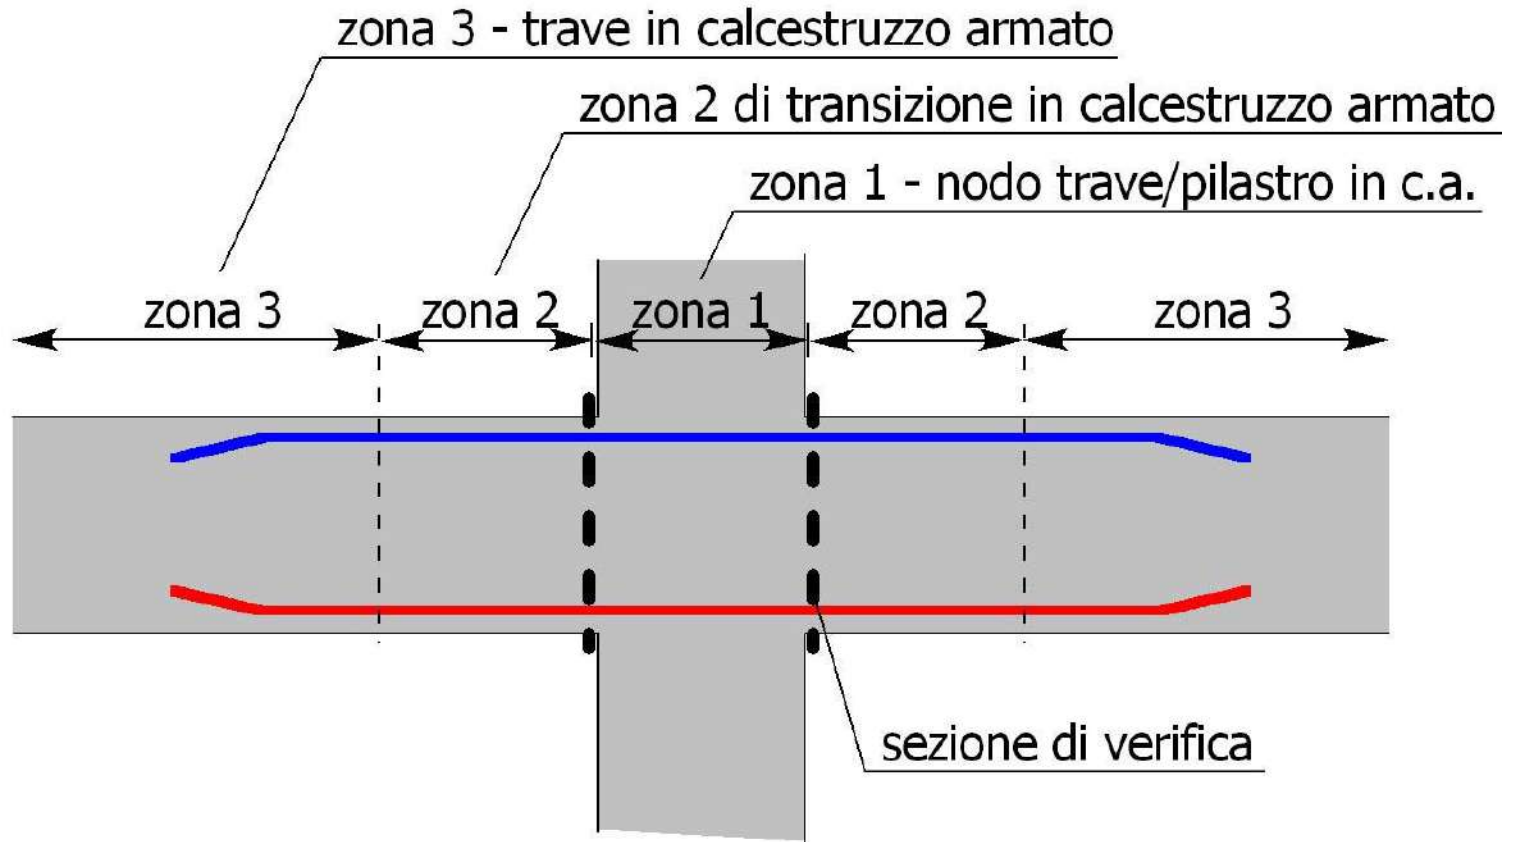 zona 3 - trave in calcestruzzo armato
zona 2 di transizione in calcestruzzo armato
zona 1 - nodo trave/pilastro in c.a.
zona 3
zona 2
zona 1
zona 2
zona 3
sezione di verifica